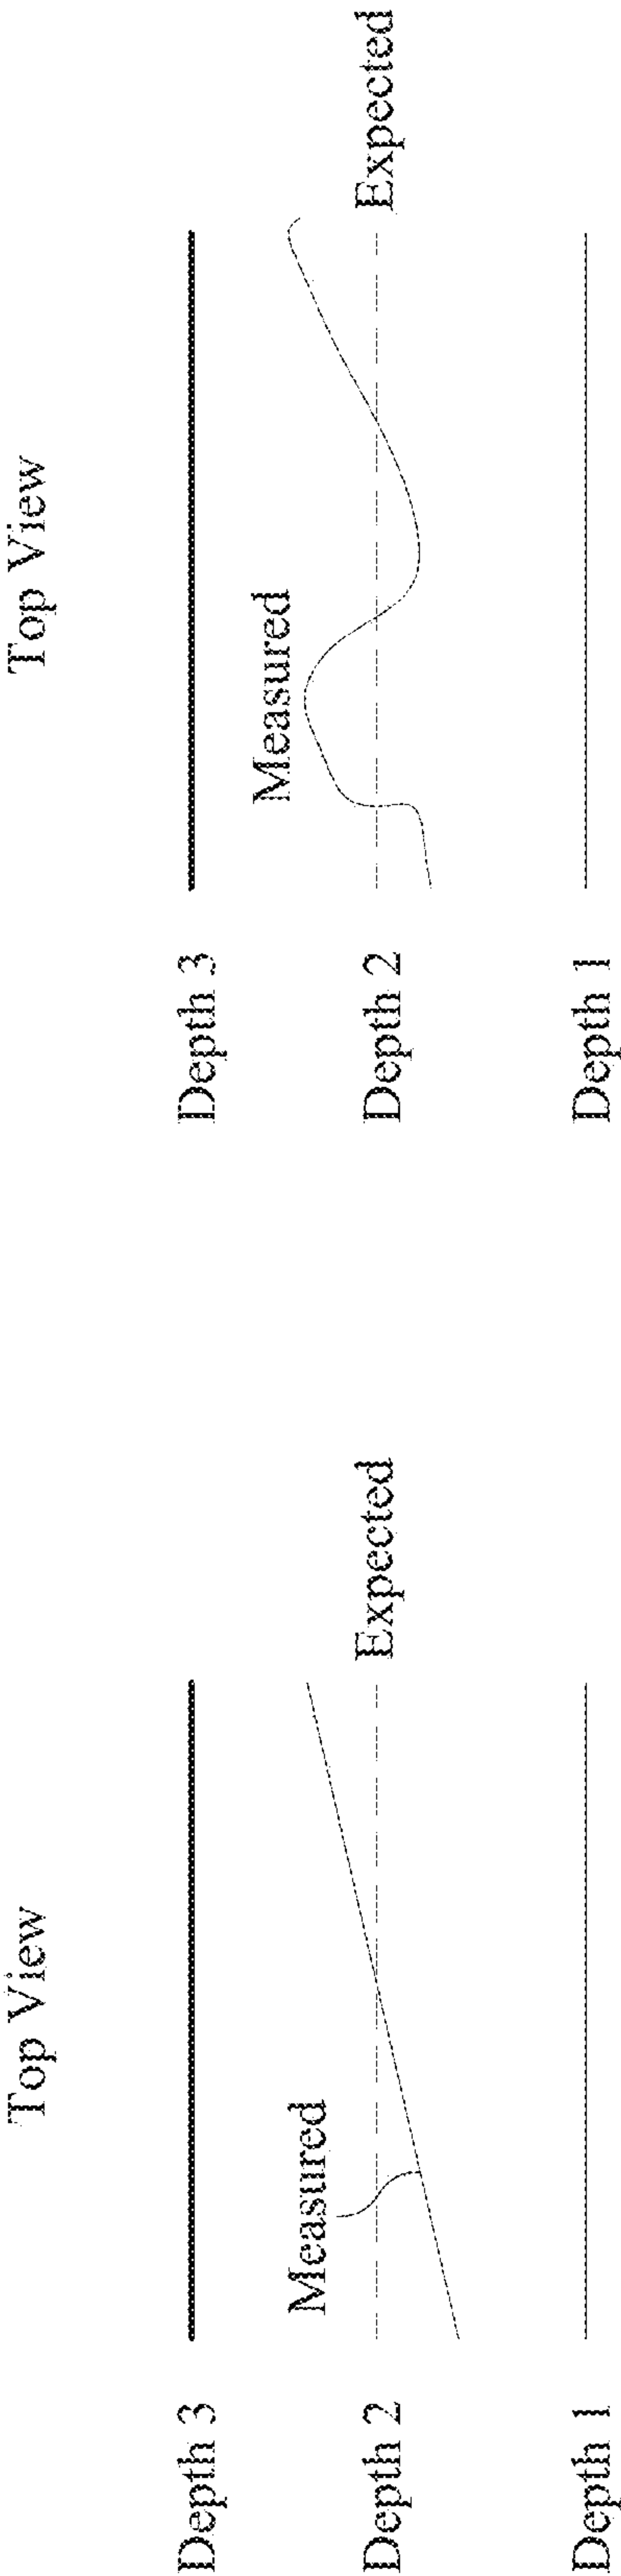 Top View
Depth 3
Measured
Depth 2
Expected
Depth 1
Top View
Depth 3
Measured
Depth 2
Expected
Depth 1